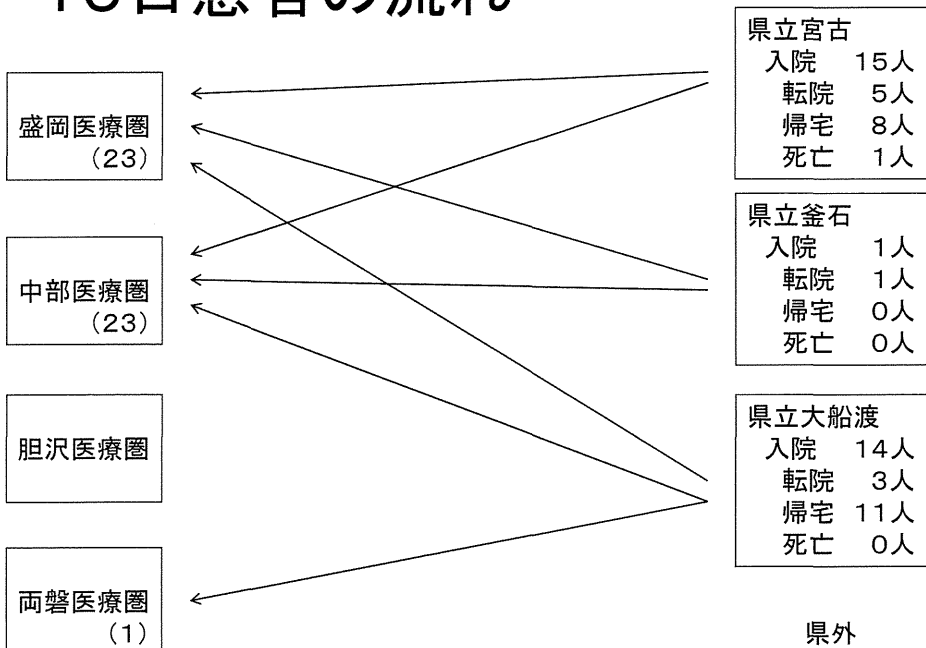 盛岡医療圏
(23)
中部医療圏
(23)
胆沢医療圏
両磐医療圏
(1)
県立宮古
入院 15人
転院 5人
帰宅 8人
死亡 1人
県立釜石
入院 1人
転院 1人
帰宅 0人
死亡 0人
県立大船渡
入院 14人
転院 3人
帰宅 11人
死亡 0人
県外